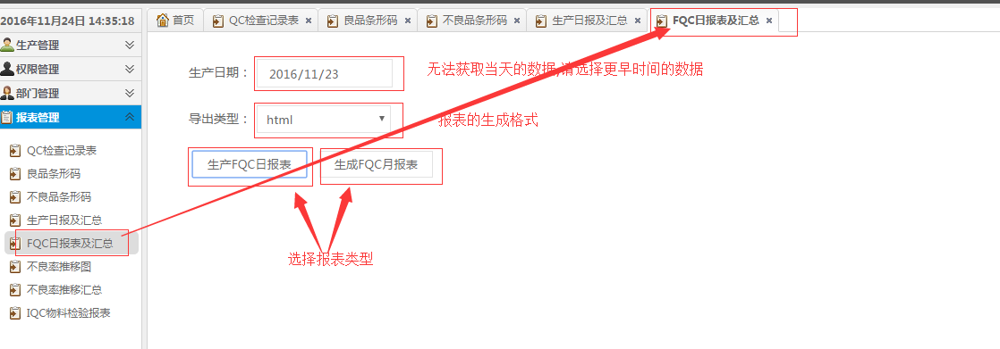 2016年11月24日 14:35:18
首页
QC检查记录表
良品条形码
不良品条形码
生产日报及汇总
FQC日报表及汇总
生产管理
权限管理
部门管理
报表管理
QC检查记录表
良品条形码
不良品条形码
生产日报及汇总
FQC日报表及汇总
不良率推移图
不良率推移汇总
IQC物料检验报表
生产日期：
2016/11/23
无法获取当天的数据,请选择更早时间的数据
导出类型：
html
报表的生成格式
生产FQC日报表
生成FQC月报表
选择报表类型